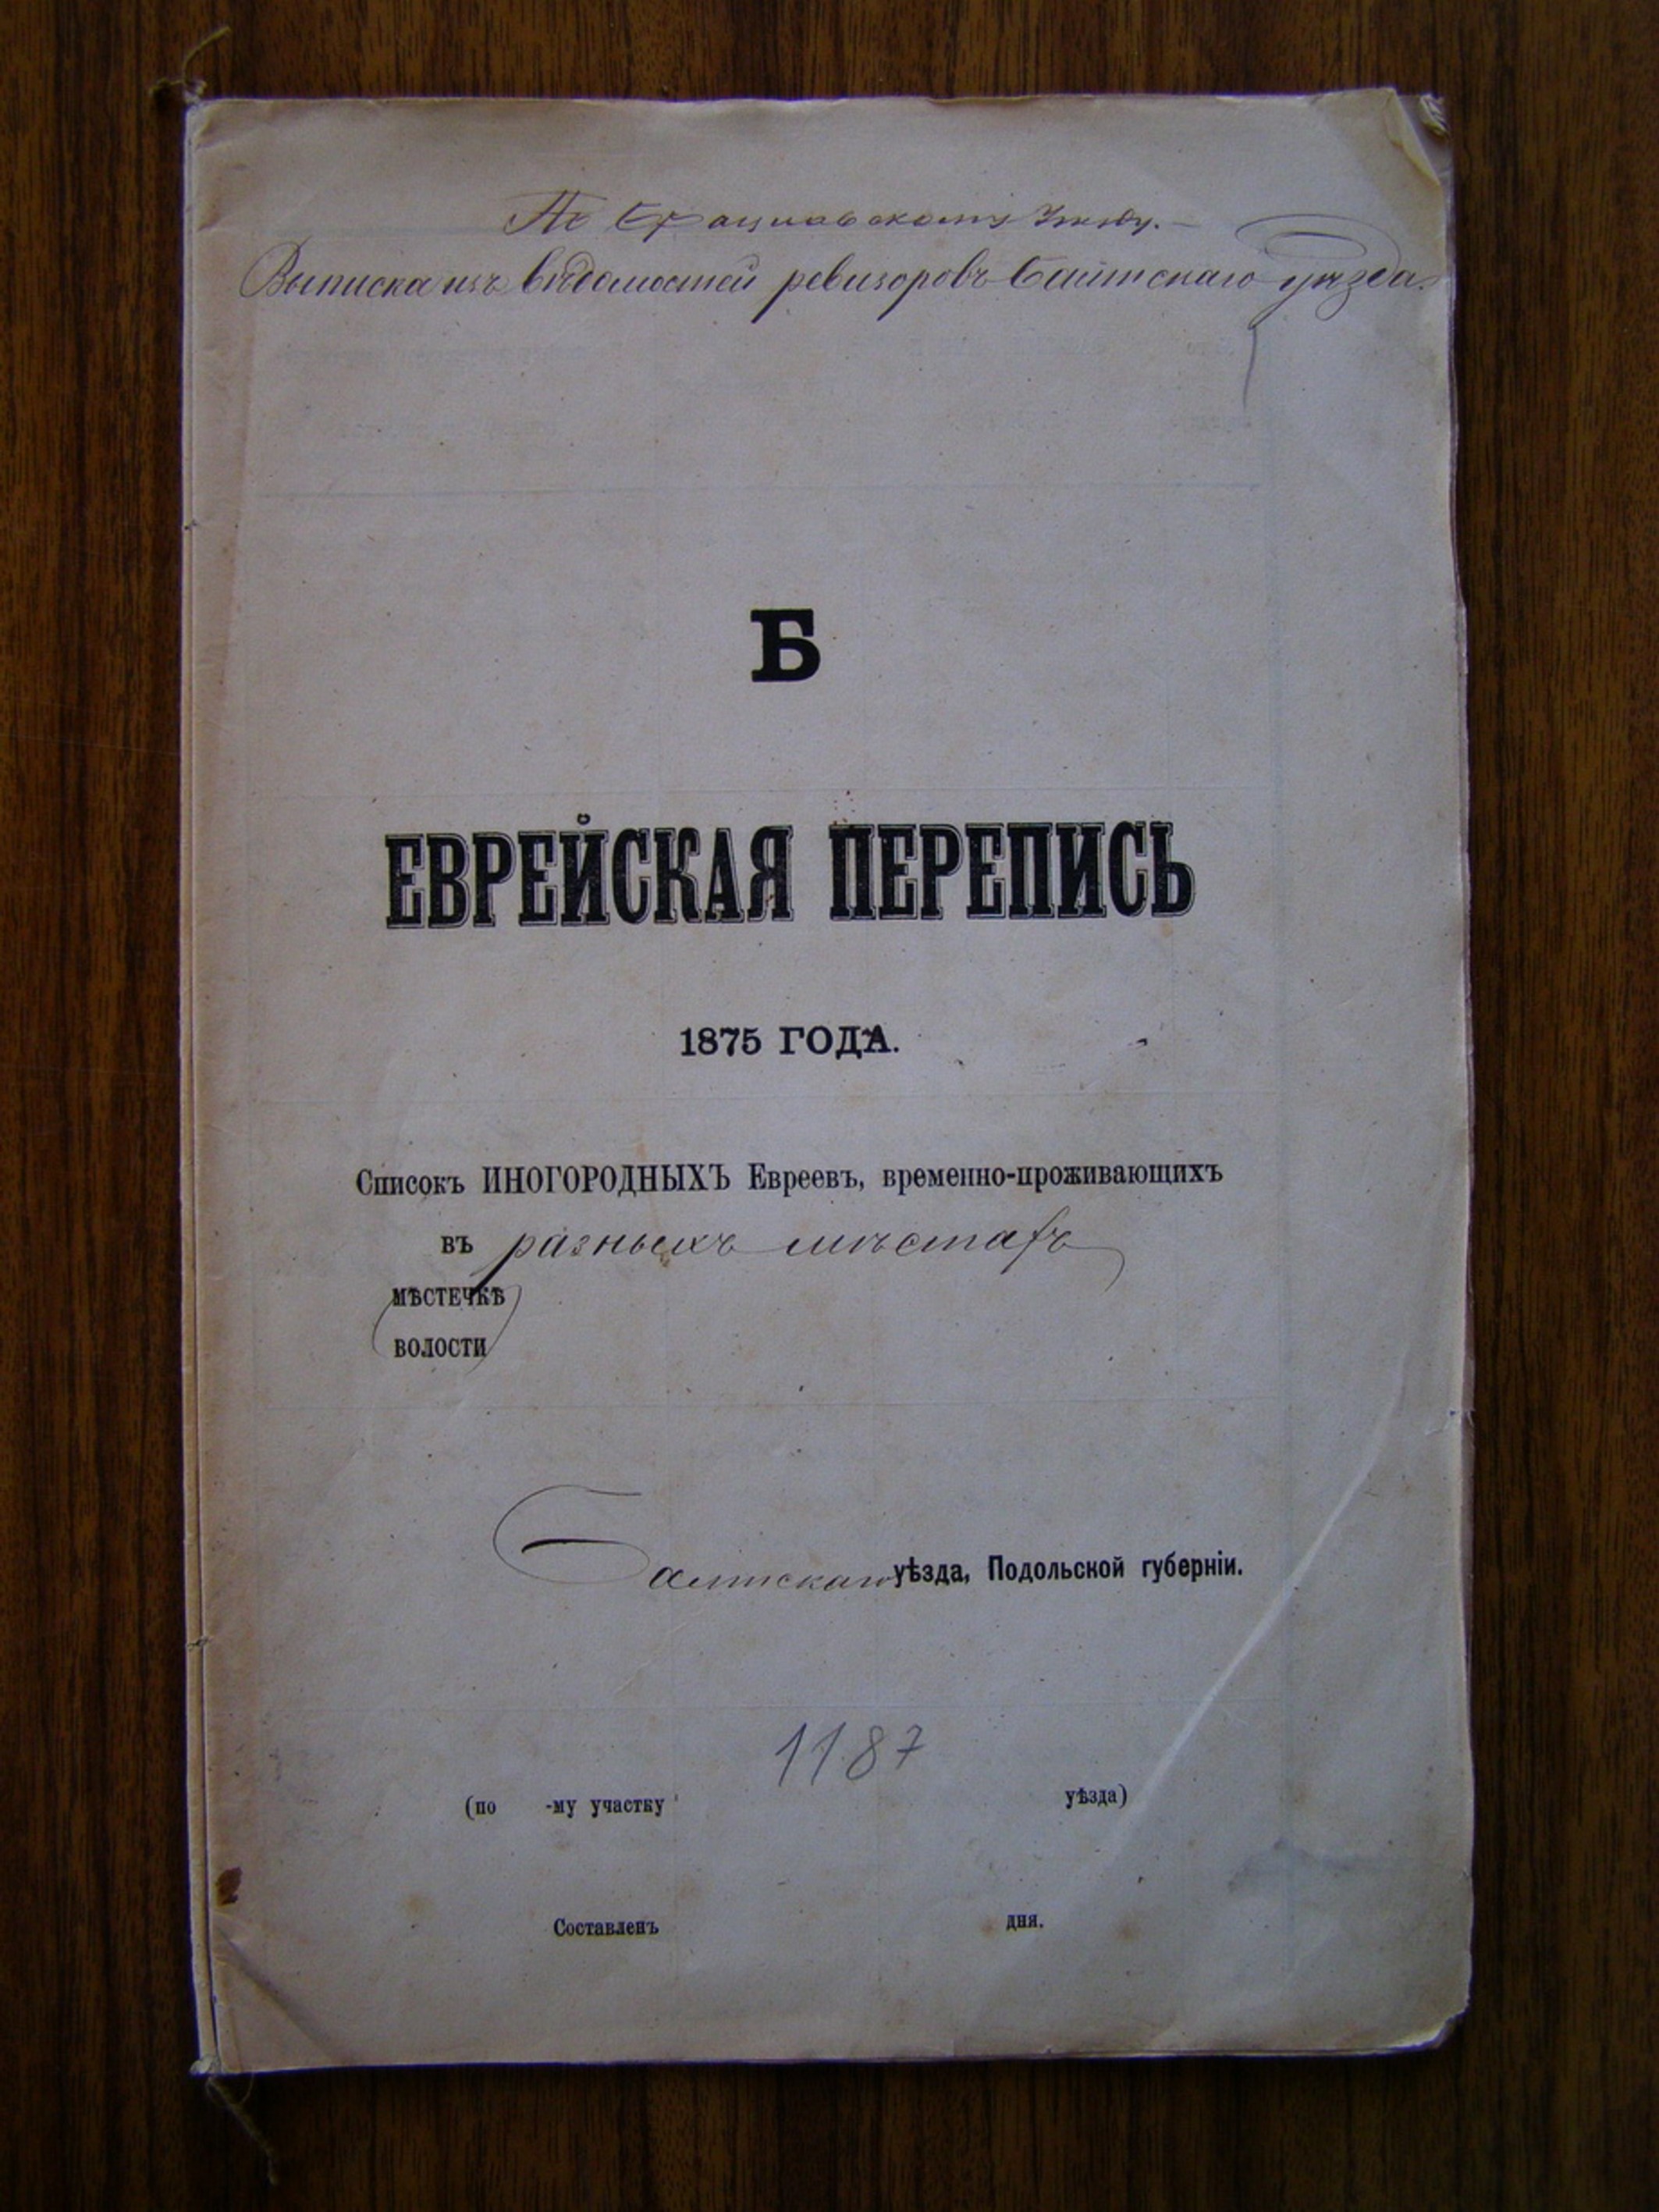 По Брацлавскому Уѣзду.
Выписка изъ вѣдомостей ревизоровъ Балтскаго уѣзда.
Б
ЕВРЕЙСКАЯ ПЕРЕПИСЬ
1875 ГОДА.
Списокъ ИНОГОРОДНЫХЪ Евреевъ, временно-проживающихъ
въ разныхъ мѣстахъ
МѢСТЕЧКѢ
ВОЛОСТИ
Балтскаго уѣзда, Подольской губерніи.
1187
(по -му участку уѣзда)
Составленъ дня.